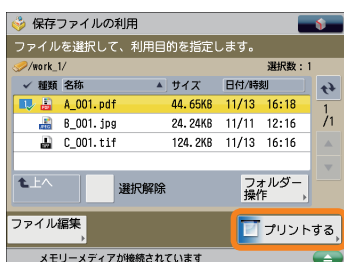 保存ファイルの利用
ファイルを選択して、利用目的を指定します。
/work_1/ 選択数:1
種類 名称 ▲ サイズ 日付/時刻
1 A_001.pdf 44.65KB 11/13 16:18
B_001.jpg 24.24KB 11/11 12:16
C_001.tif 124.2KB 11/13 16:16
1
/1
上へ 選択解除 フォルダー
操作
ファイル編集 プリントする
メモリーメディアが接続されています